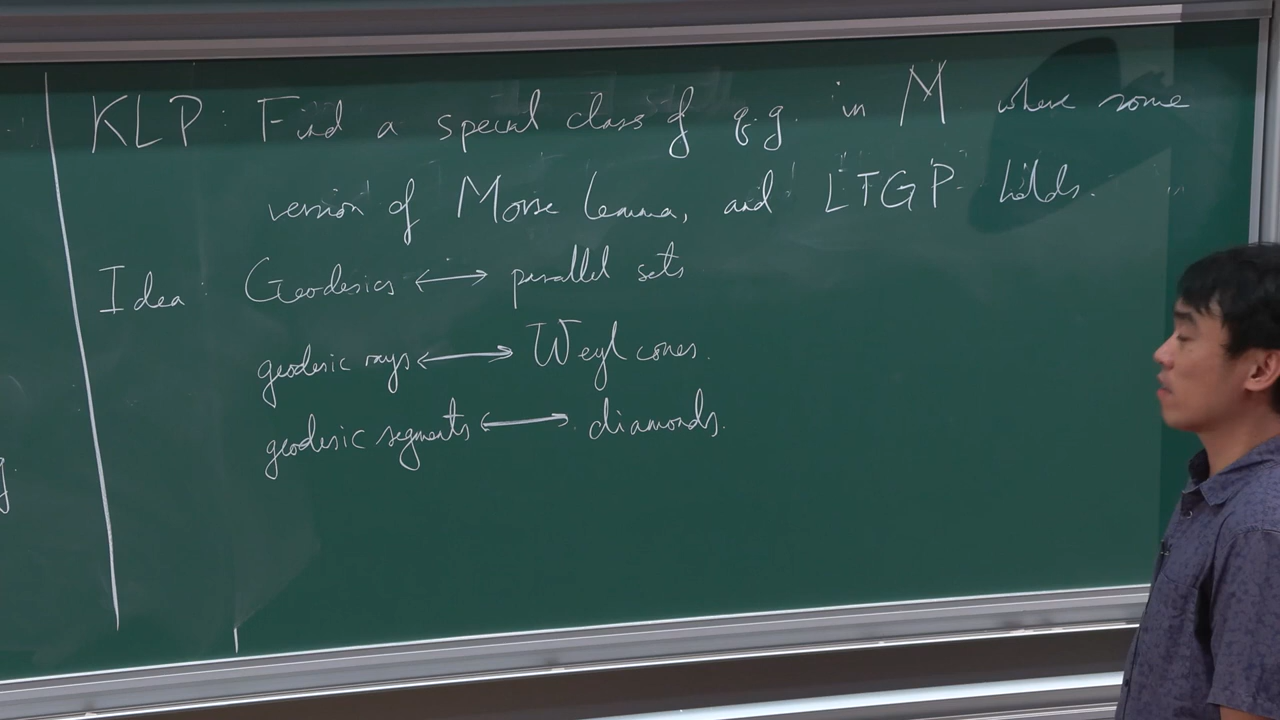 KLP: Find a special class of q.g. in M where some
version of Morse Lemma, and LTGP holds.
Idea: Geodesics ↔ parallel sets
geodesic rays ↔ Weyl cones.
geodesic segments ↔ diamonds.
g.